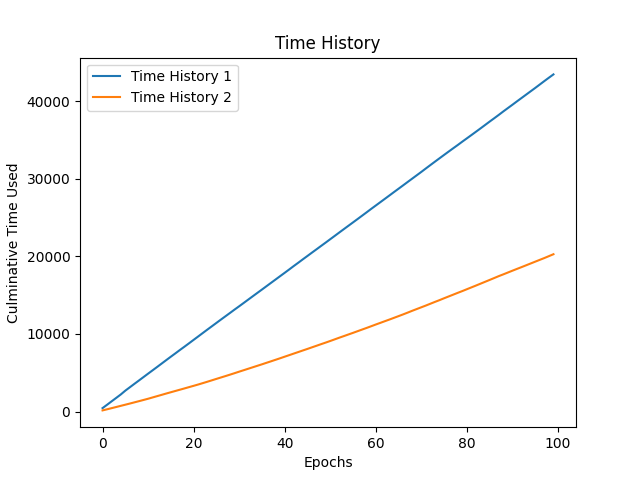 Time History
Time History 1
Time History 2
Culminative Time Used
40000
30000
20000
10000
0
0 20 40 60 80 100
Epochs